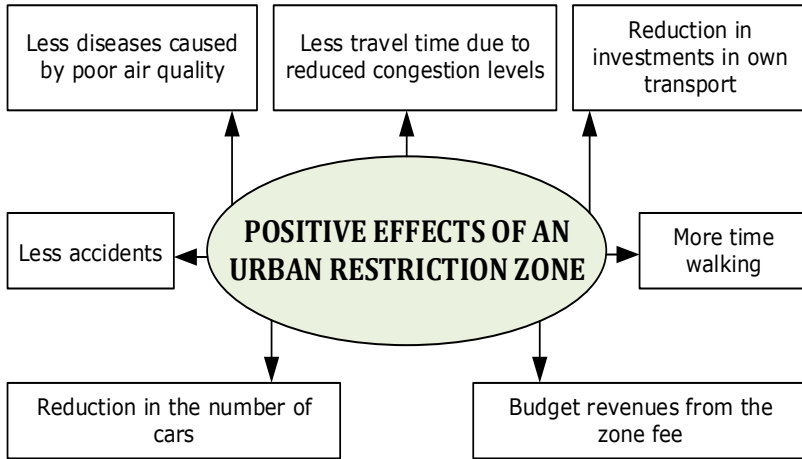 Less diseases caused
by poor air quality
Less travel time due to
reduced congestion levels
Reduction in
investments in own
transport
Less accidents
POSITIVE EFFECTS OF AN
URBAN RESTRICTION ZONE
More time
walking
Reduction in the number of
cars
Budget revenues from the
zone fee